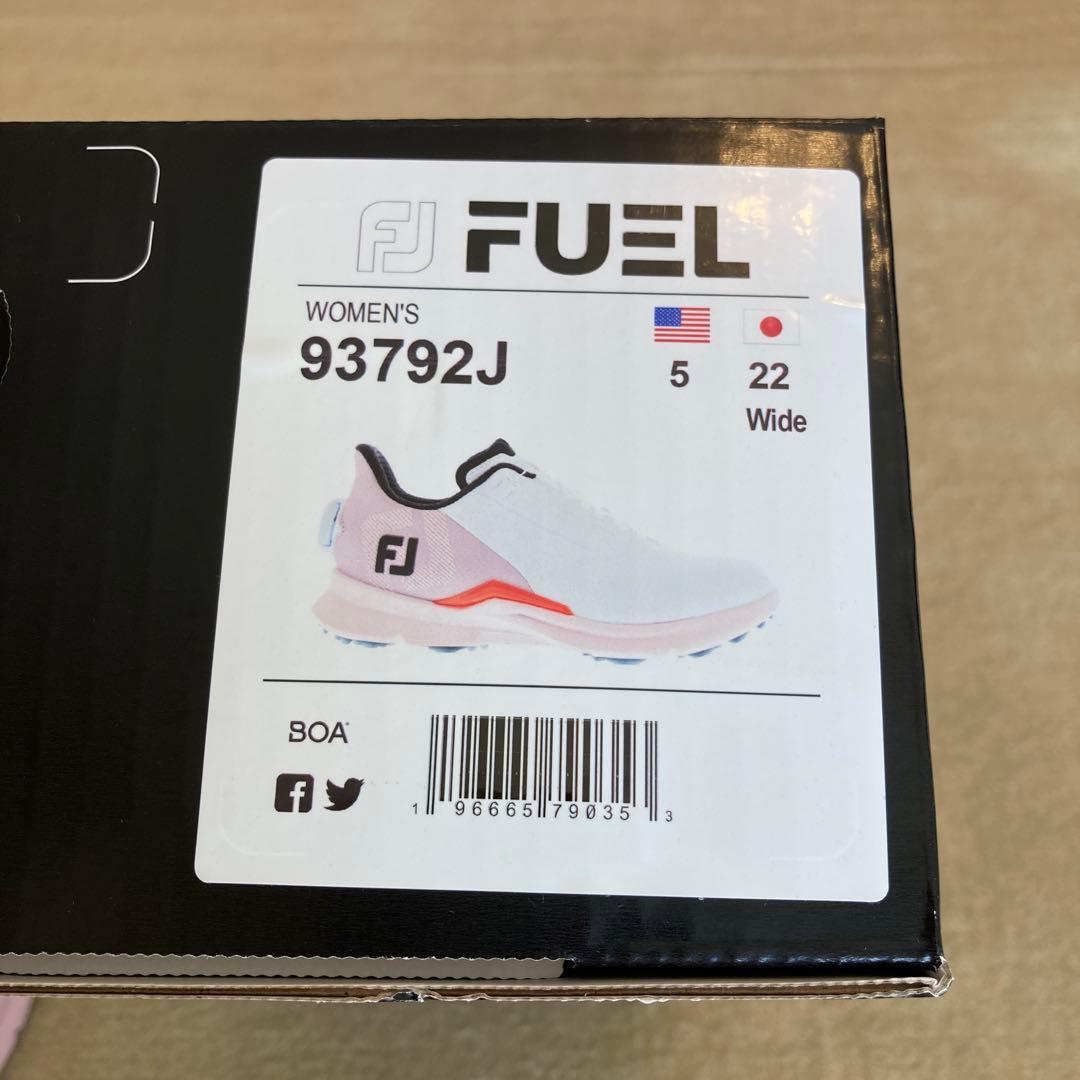 FJ FUEL
WOMEN'S
93792J
5 22
Wide
FJ
BOA
f
1 96665 79035 3